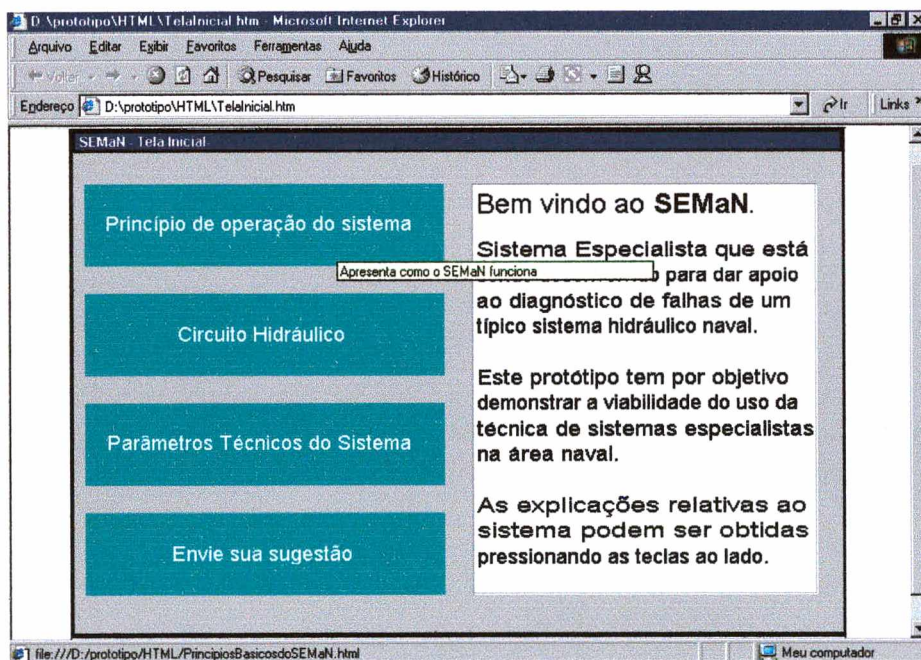 D:\prototipo\HTML\TelaInicial.htm - Microsoft Internet Explorer
Arquivo Editar Exibir Favoritos Ferramentas Ajuda
Voltar Pesquisar Favoritos Histórico
Endereço D:\prototipo\HTML\TelaInicial.htm Ir Links
SEMaN - Tela Inicial
Princípio de operação do sistema
Apresenta como o SEMaN funciona
Circuito Hidráulico
Parâmetros Técnicos do Sistema
Envie sua sugestão
Bem vindo ao SEMaN.
Sistema Especialista que está
para dar apoio
ao diagnóstico de falhas de um
típico sistema hidráulico naval.
Este protótipo tem por objetivo
demonstrar a viabilidade do uso da
técnica de sistemas especialistas
na área naval.
As explicações relativas ao
sistema podem ser obtidas
pressionando as teclas ao lado.
file:///D:/prototipo/HTML/PrincipiosBasicosdoSEMaN.html Meu computador